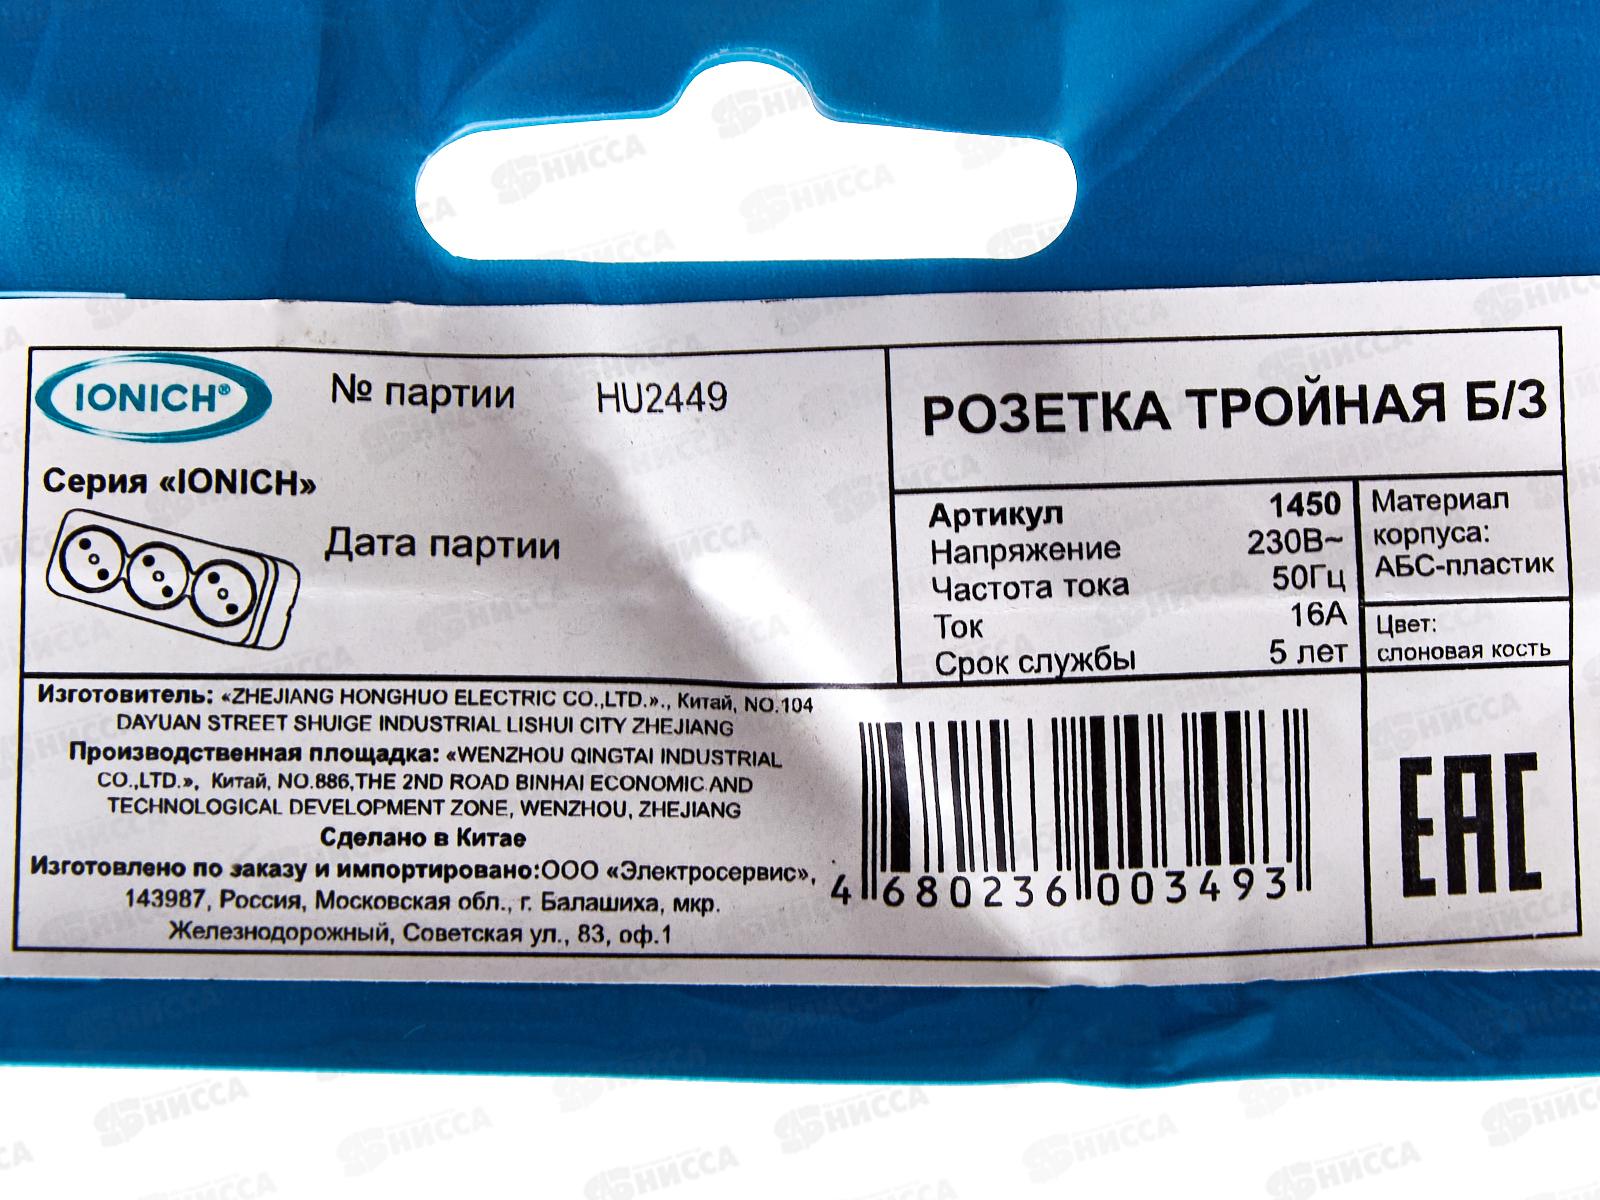 IONICH®
№ партии HU2449
Серия «IONICH»
Дата партии
РОЗЕТКА ТРОЙНАЯ Б/З
Артикул 1450
Напряжение 230В~
Частота тока 50Гц
Ток 16А
Срок службы 5 лет
Материал
корпуса:
АБС-пластик
Цвет:
слоновая кость
Изготовитель: «ZHEJIANG HONGHUO ELECTRIC CO.,LTD.»., Китай, NO.104
DAYUAN STREET SHUIGE INDUSTRIAL LISHUI CITY ZHEJIANG
Производственная площадка: «WENZHOU QINGTAI INDUSTRIAL
CO.,LTD.», Китай, NO.886,THE 2ND ROAD BINHAI ECONOMIC AND
TECHNOLOGICAL DEVELOPMENT ZONE, WENZHOU, ZHEJIANG
Сделано в Китае
Изготовлено по заказу и импортировано:ООО «Электросервис»,
143987, Россия, Московская обл., г. Балашиха, мкр.
Железнодорожный, Советская ул., 83, оф.1
4 680236 003493
EAC
НИССА